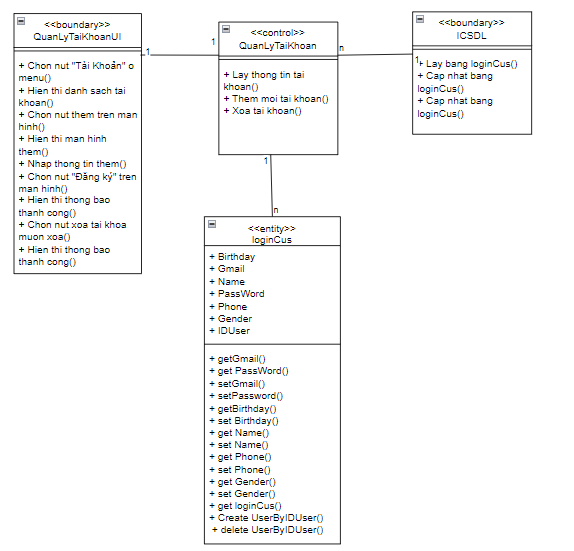 <<boundary>>
QuanLyTaiKhoanUI
+ Chon nut "Tài Khoản" o
menu()
+ Hien thi danh sach tai
khoan()
+ Chon nut them tren man
hinh()
+ Hien thi man hinh
them()
+ Nhap thong tin them()
+ Chon nut "Đăng ký" tren
man hinh()
+ Hien thi thong bao
thanh cong()
+ Chon nut xoa tai khoa
muon xoa()
+ Hien thi thong bao
thanh cong()
1
1
<<control>>
QuanLyTaiKhoan
+ Lay thong tin tai
khoan()
+ Them moi tai khoan()
+ Xoa tai khoan()
n
1
<<boundary>>
ICSDL
+ Lay bang loginCus()
+ Cap nhat bang
loginCus()
+ Cap nhat bang
loginCus()
1
n
<<entity>>
loginCus
+ Birthday
+ Gmail
+ Name
+ PassWord
+ Phone
+ Gender
+ IDUser
+ getGmail()
+ get PassWord()
+ setGmail()
+ setPassword()
+ getBirthday()
+ set Birthday()
+ get Name()
+ set Name()
+ get Phone()
+ set Phone()
+ get Gender()
+ set Gender()
+ get loginCus()
+ Create UserByIDUser()
+ delete UserByIDUser()